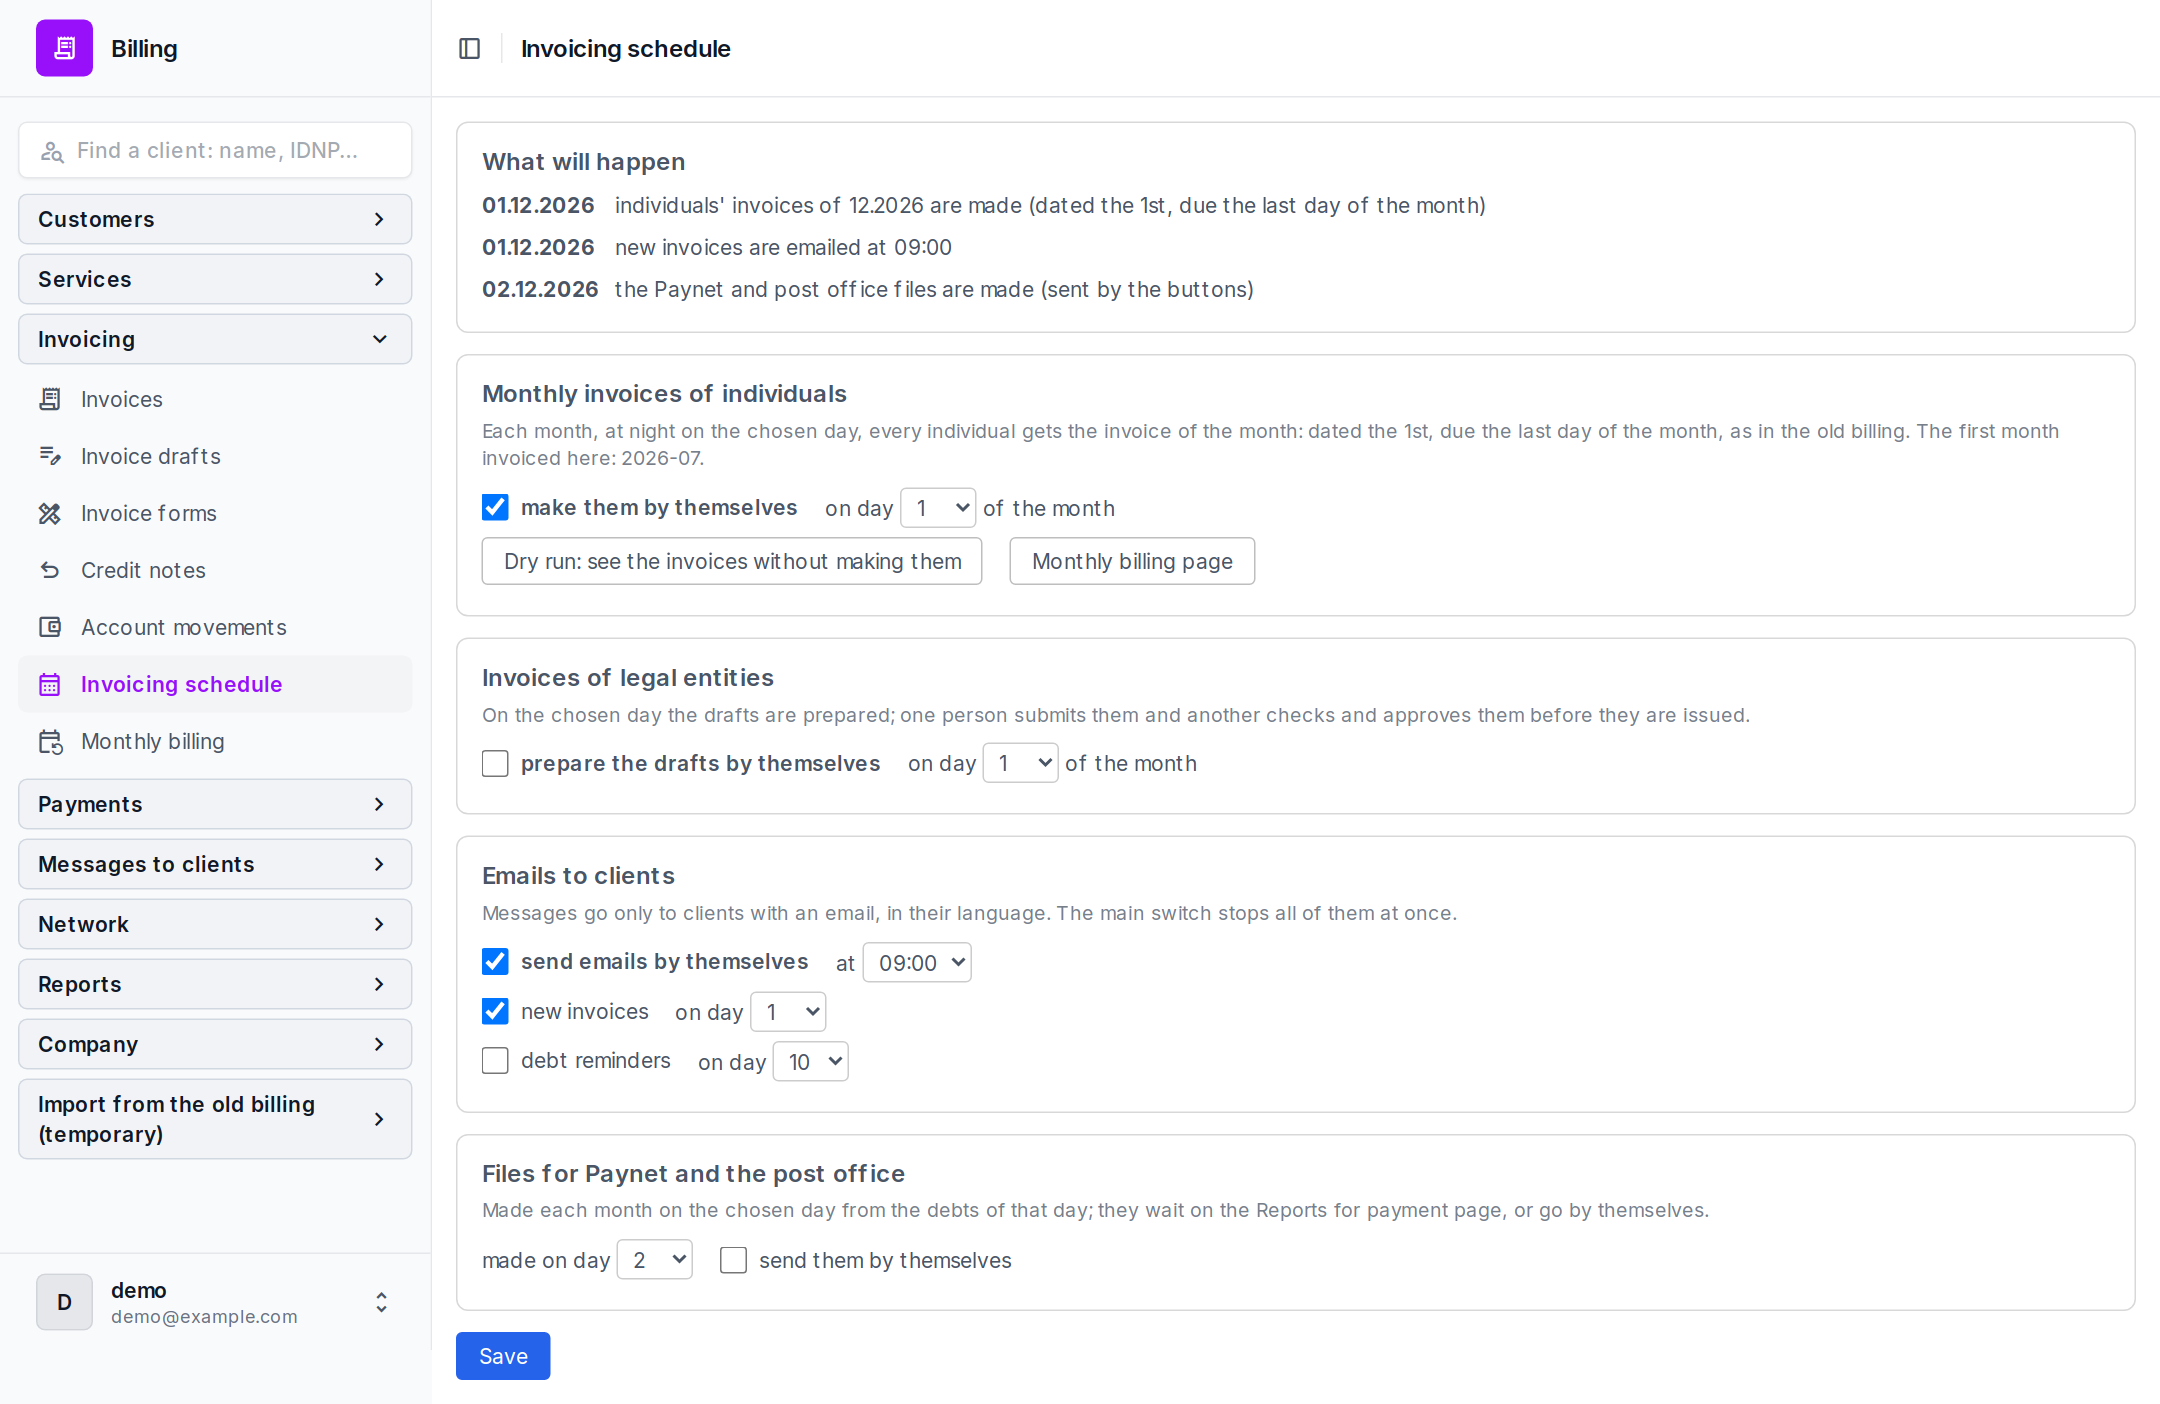 Billing
Invoicing schedule
Find a client: name, IDNP...
Customers
Services
Invoicing
Invoices
Invoice drafts
Invoice forms
Credit notes
Account movements
Invoicing schedule
Monthly billing
Payments
Messages to clients
Network
Reports
Company
Import from the old billing
(temporary)
D
demo
demo@example.com
What will happen
01.12.2026 individuals' invoices of 12.2026 are made (dated the 1st, due the last day of the month)
01.12.2026 new invoices are emailed at 09:00
02.12.2026 the Paynet and post office files are made (sent by the buttons)
Monthly invoices of individuals
Each month, at night on the chosen day, every individual gets the invoice of the month: dated the 1st, due the last day of the month, as in the old billing. The first month
invoiced here: 2026-07.
make them by themselves on day 1 of the month
Dry run: see the invoices without making them Monthly billing page
Invoices of legal entities
On the chosen day the drafts are prepared; one person submits them and another checks and approves them before they are issued.
prepare the drafts by themselves on day 1 of the month
Emails to clients
Messages go only to clients with an email, in their language. The main switch stops all of them at once.
send emails by themselves at 09:00
new invoices on day 1
debt reminders on day 10
Files for Paynet and the post office
Made each month on the chosen day from the debts of that day; they wait on the Reports for payment page, or go by themselves.
made on day 2 send them by themselves
Save